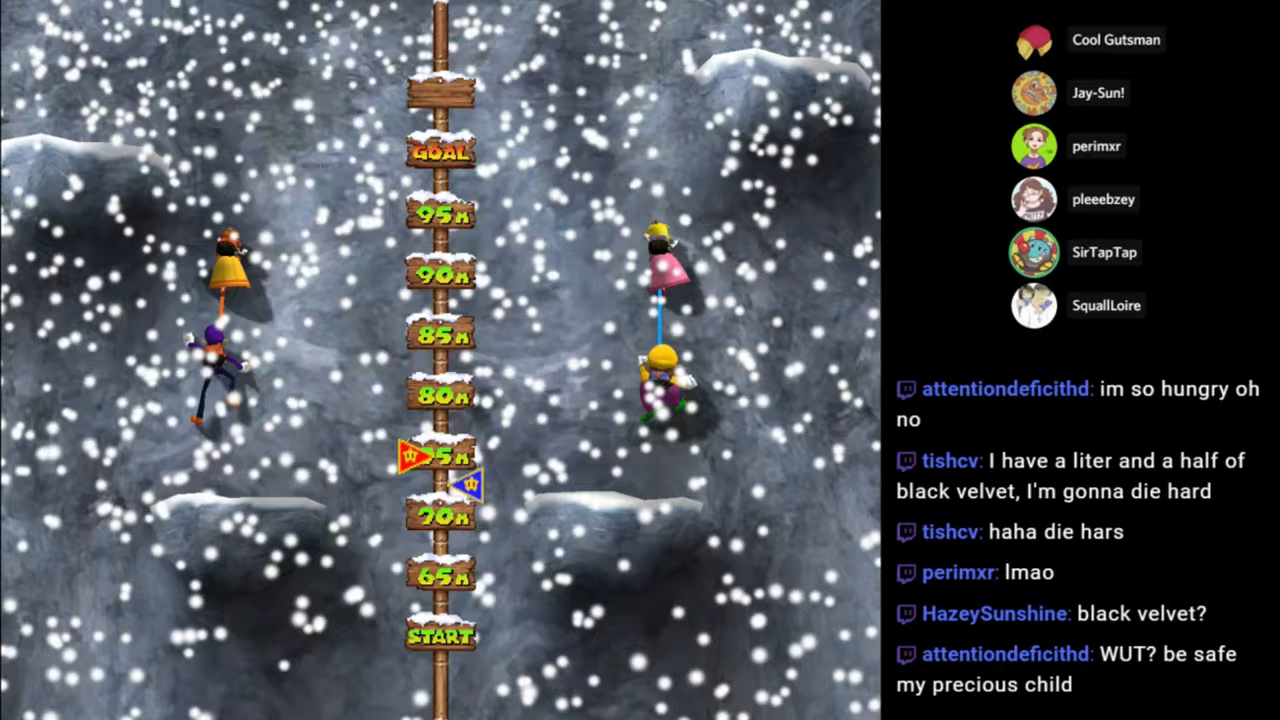 GOAL
95M
90M
85M
80M
75M
70M
65M
START
Cool Gutsman
Jay-Sun!
perimxr
pleeebzey
SirTapTap
SquallLoire
attentiondeficithd: im so hungry oh
no
tishcv: I have a liter and a half of
black velvet, I'm gonna die hard
tishcv: haha die hars
perimxr: lmao
HazeySunshine: black velvet?
attentiondeficithd: WUT? be safe
my precious child